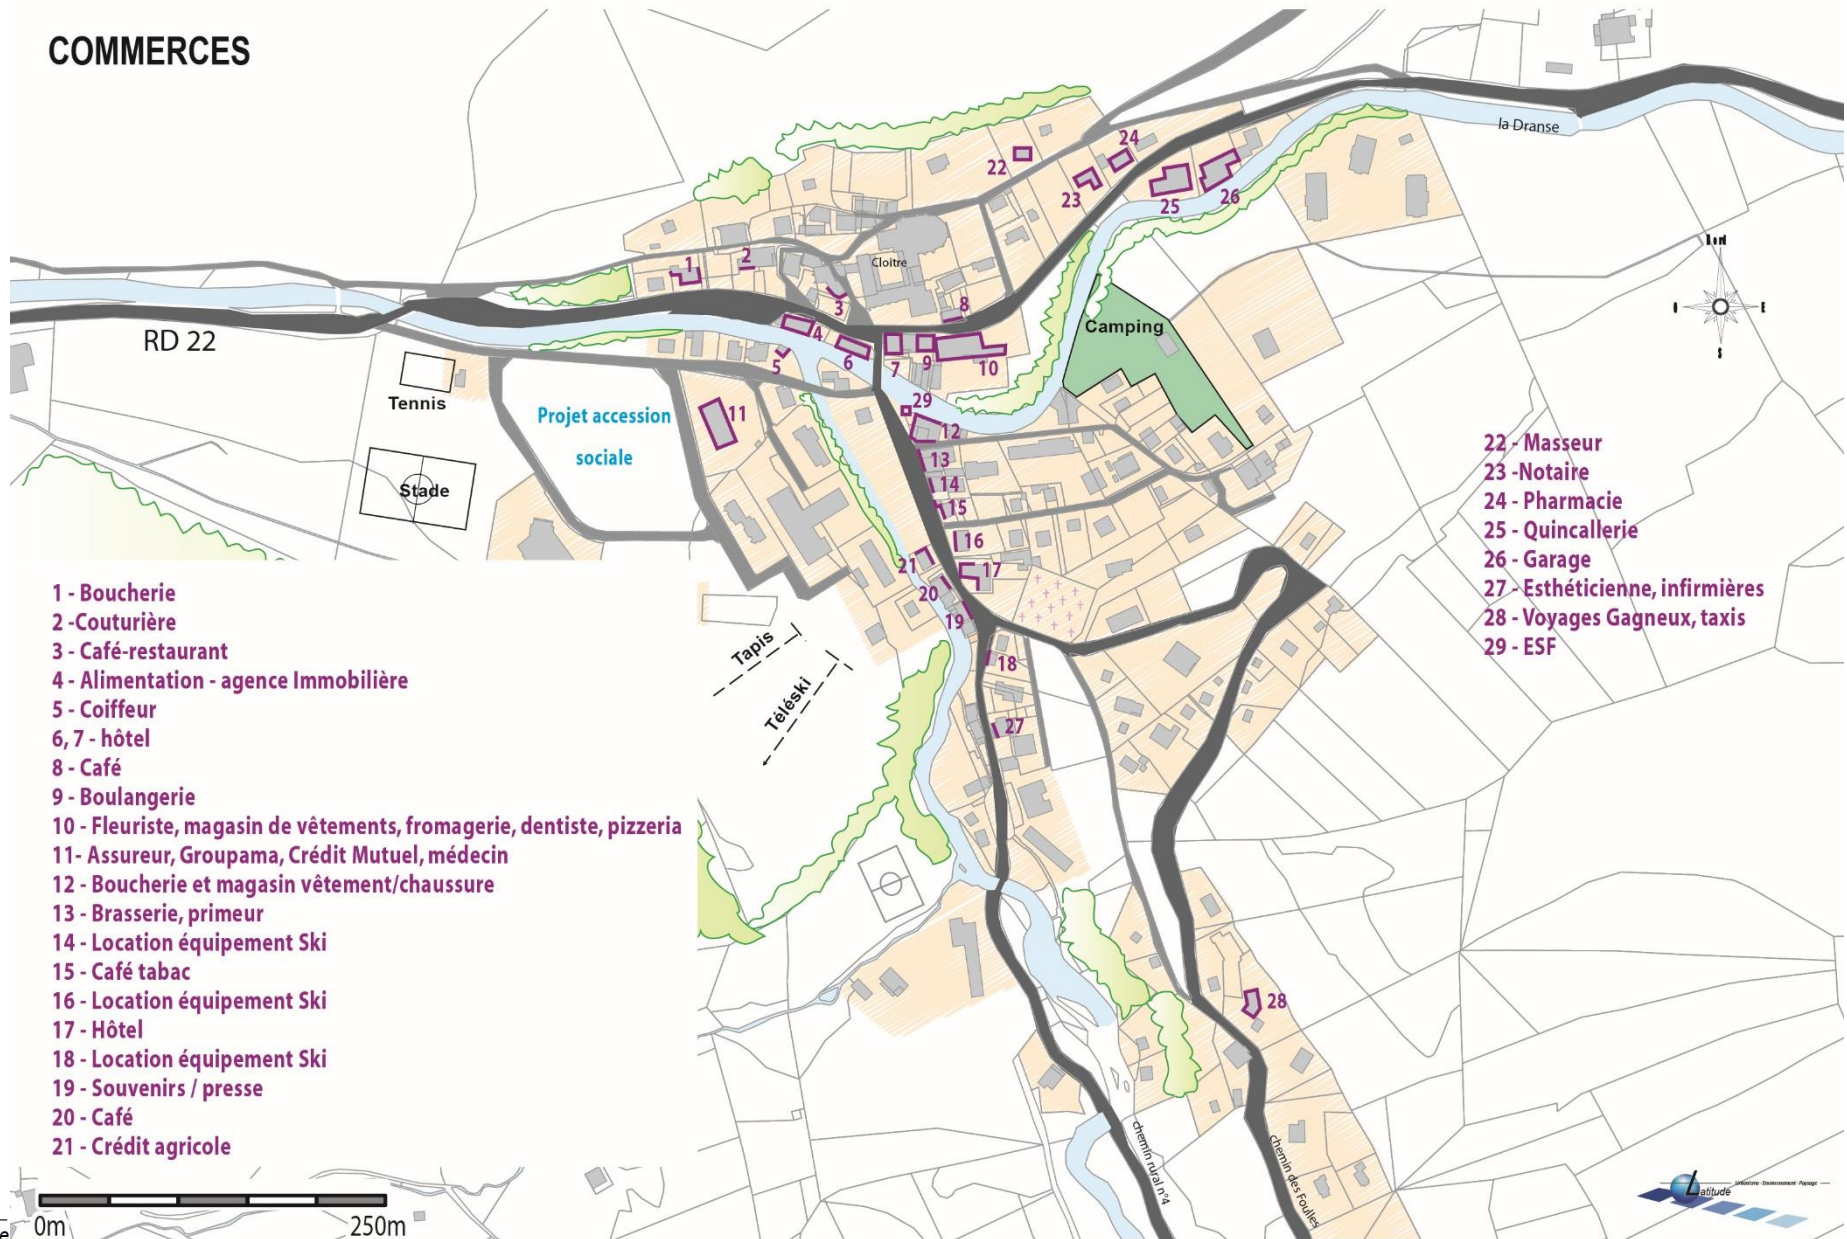 COMMERCES
la Dranse
RD 22
Cloître
Camping
Tennis
Stade
Projet accession
sociale
Tapis
Téléski
1
2
3
4
5
6
7
8
9
10
11
12
13
14
15
16
17
18
19
20
21
22
23
24
25
26
27
28
29
E
S
1 - Boucherie
2 -Couturière
3 - Café-restaurant
4 - Alimentation - agence Immobilière
5 - Coiffeur
6, 7 - hôtel
8 - Café
9 - Boulangerie
10 - Fleuriste, magasin de vêtements, fromagerie, dentiste, pizzeria
11- Assureur, Groupama, Crédit Mutuel, médecin
12 - Boucherie et magasin vêtement/chaussure
13 - Brasserie, primeur
14 - Location équipement Ski
15 - Café tabac
16 - Location équipement Ski
17 - Hôtel
18 - Location équipement Ski
19 - Souvenirs / presse
20 - Café
21 - Crédit agricole
22 - Masseur
23 -Notaire
24 - Pharmacie
25 - Quincallerie
26 - Garage
27 - Esthéticienne, infirmières
28 - Voyages Gagneux, taxis
29 - ESF
chemin rural n°4
chemin des Foulles
0m
250m
Latitude
Urbanisme - Environnement - Paysage